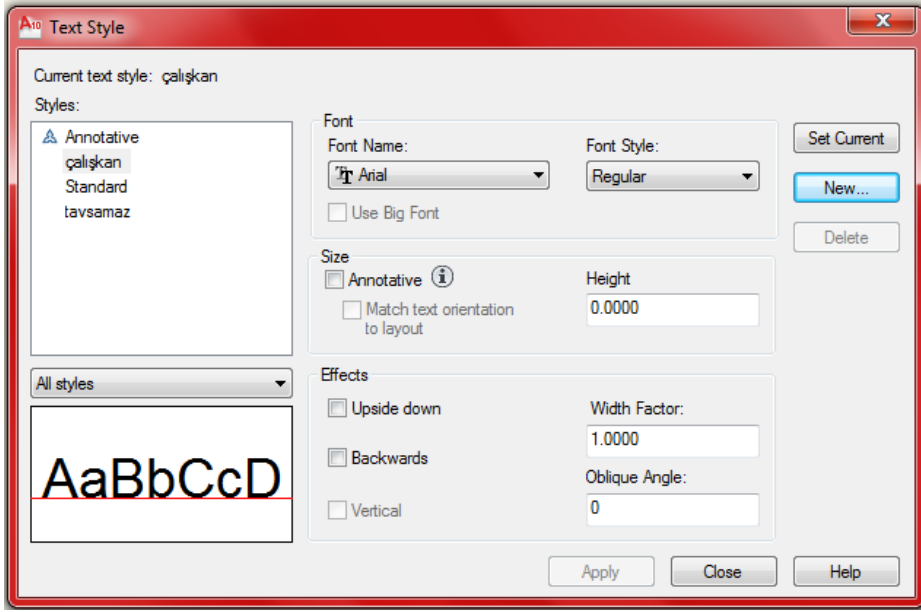 A10 Text Style
Current text style: çalışkan
Styles:
Annotative
çalışkan
Standard
tavsamaz
All styles
AaBbCcD
Font
Font Name:
Arial
Font Style:
Regular
Use Big Font
Size
Annotative
Match text orientation
to layout
Height
0.0000
Effects
Upside down
Backwards
Vertical
Width Factor:
1.0000
Oblique Angle:
0
Set Current
New...
Delete
Apply
Close
Help